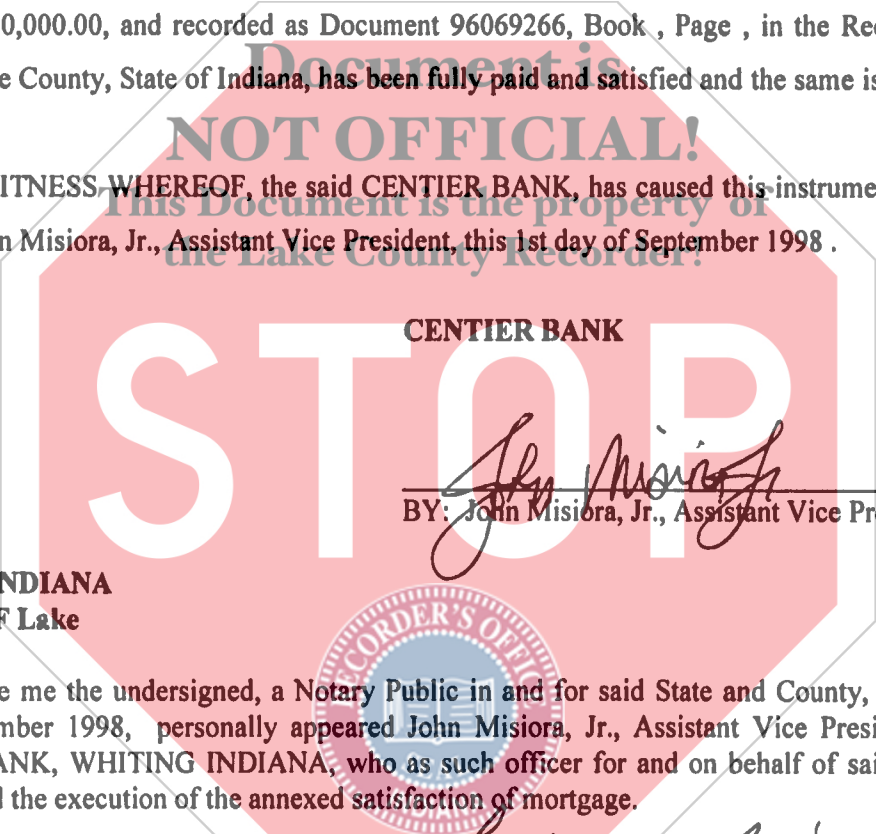 0,000.00, and recorded as Document 96069266, Book , Page , in the Rec
e County, State of Indiana, has been fully paid and satisfied and the same is
Document is
NOT OFFICIAL!
This Document is the property of
the Lake County Recorder!
ITNESS WHEREOF, the said CENTIER BANK, has caused this instrume
n Misiora, Jr., Assistant Vice President, this 1st day of September 1998 .
CENTIER BANK
STOP
John Misiora Jr
BY: John Misiora, Jr., Assistant Vice Pr
NDIANA
F Lake
RECORDER'S OFFICE
e me the undersigned, a Notary Public in and for said State and County,
mber 1998, personally appeared John Misiora, Jr., Assistant Vice Presi
ANK, WHITING INDIANA, who as such officer for and on behalf of sai
d the execution of the annexed satisfaction of mortgage.
INDIANA